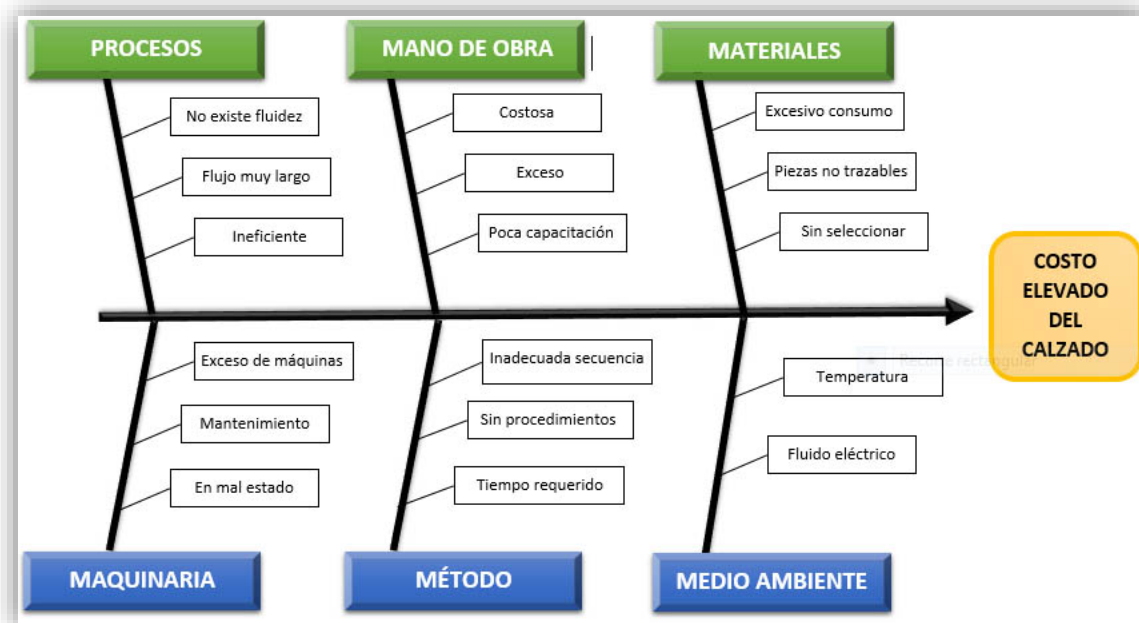 PROCESOS
MANO DE OBRA
MATERIALES
No existe fluidez
Flujo muy largo
Ineficiente
Costosa
Exceso
Poca capacitación
Excesivo consumo
Piezas no trazables
Sin seleccionar
COSTO
ELEVADO
DEL
CALZADO
Exceso de máquinas
Mantenimiento
En mal estado
Inadecuada secuencia
Sin procedimientos
Tiempo requerido
Recorte rectangular
Temperatura
Fluido eléctrico
MAQUINARIA
MÉTODO
MEDIO AMBIENTE